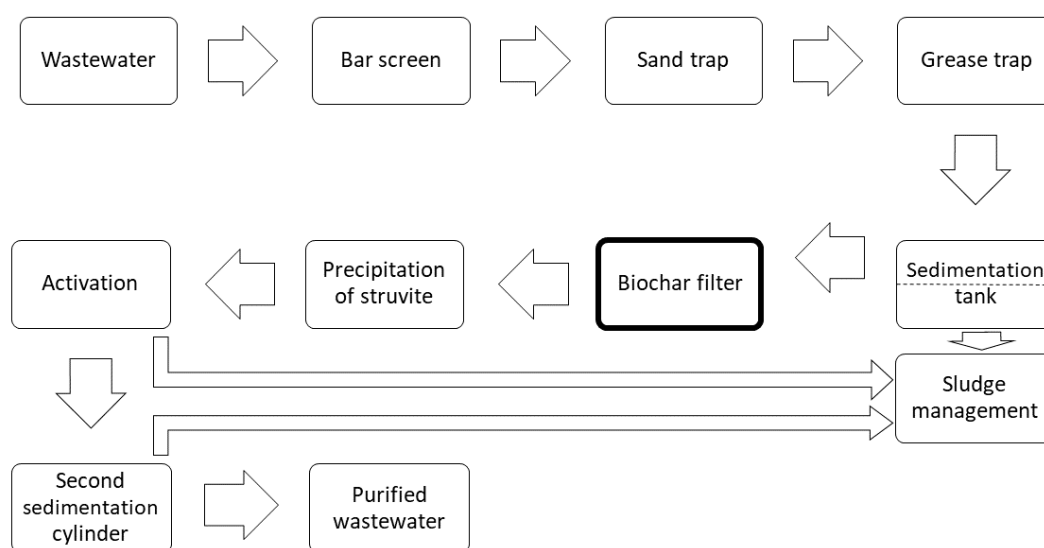 Wastewater
Bar screen
Sand trap
Grease trap
Activation
Precipitation
of struvite
Biochar filter
Sedimentation
tank
Sludge
management
Second
sedimentation
cylinder
Purified
wastewater